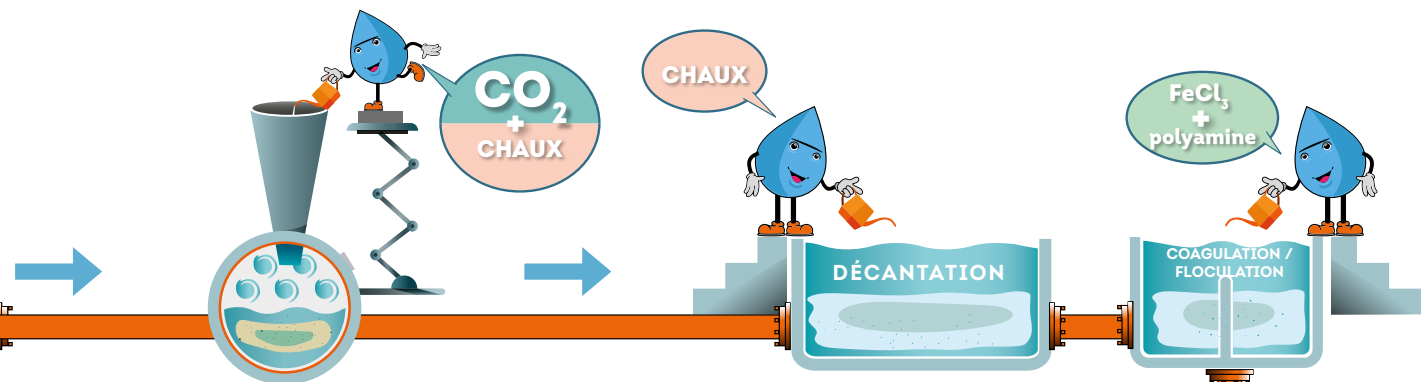 CO₂
+
CHAUX
CHAUX
DÉCANTATION
FeCl₃
+
polyamine
COAGULATION /
FLOCULATION